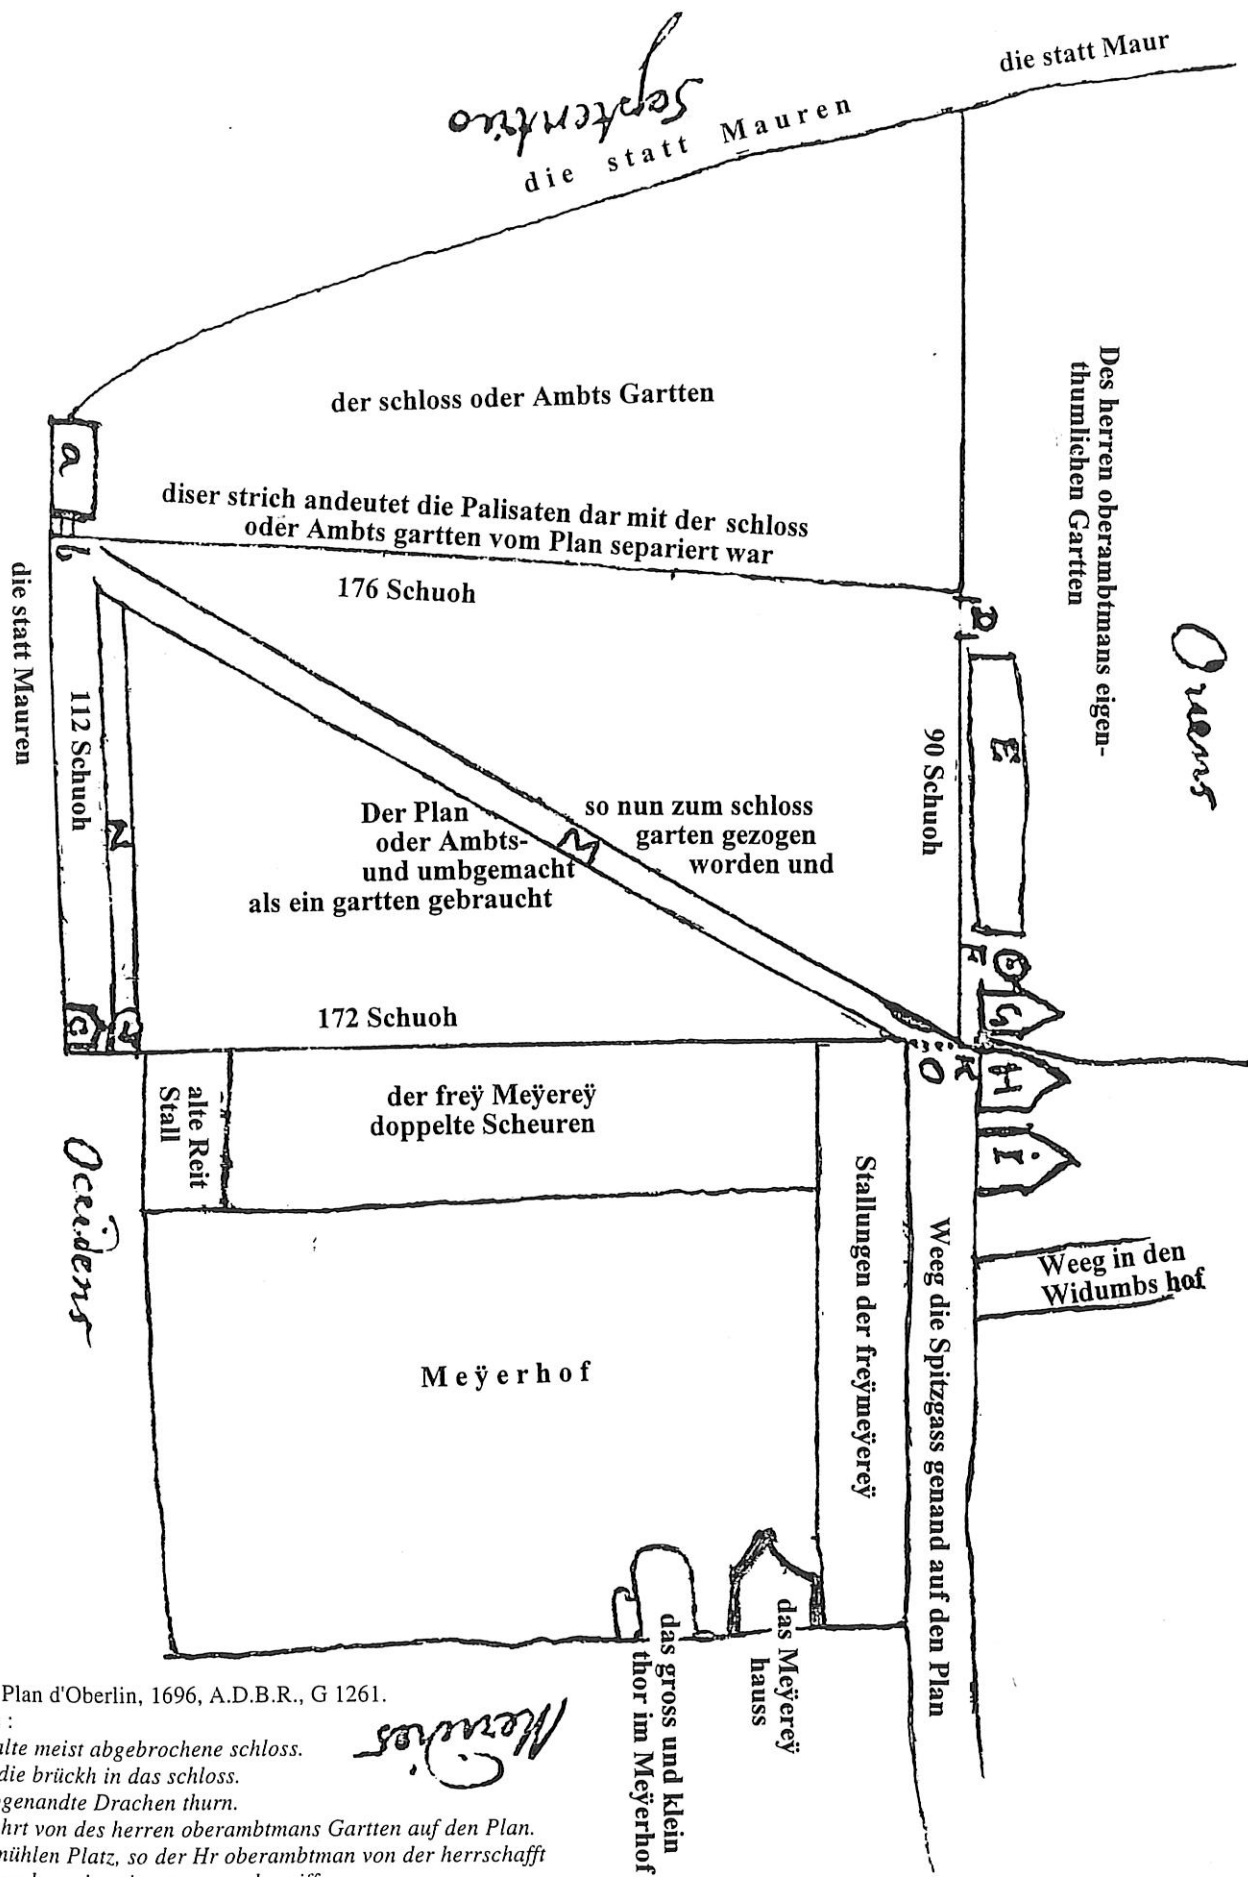 die statt Maur
Septentrio
die statt Mauren
Des herren oberambtmans eigen-
thumlichen Gartten
Oriens
der schloss oder Ambts Gartten
a
diser strich andeutet die Palisaten dar mit der schloss
oder Ambts gartten vom Plan separiert war
b
die statt Mauren
176 Schuoh
D
E
112 Schuoh
90 Schuoh
N
Der Plan
oder Ambts-
und umbgemacht
als ein gartten gebraucht
M
so nun zum schloss
garten gezogen
worden und
F
G
172 Schuoh
C
K
O
H
I
alte Reit
Stall
der freÿ Meÿereÿ
doppelte Scheuren
Occidens
Stallungen der freÿmeÿereÿ
Weeg die Spitzgass genand auf den Plan
Weeg in den
Widumbs hof
Meÿerhof
das Meÿereÿ
hauss
das gross und klein
thor im Meÿerhof
Meridies
Plan d'Oberlin, 1696, A.D.B.R., G 1261.
:
alte meist abgebrochene schloss.
die brückh in das schloss.
genandte Drachen thurn.
hrt von des herren oberambtmans Gartten auf den Plan.
mühlen Platz, so der Hr oberambtman von der herrschafft